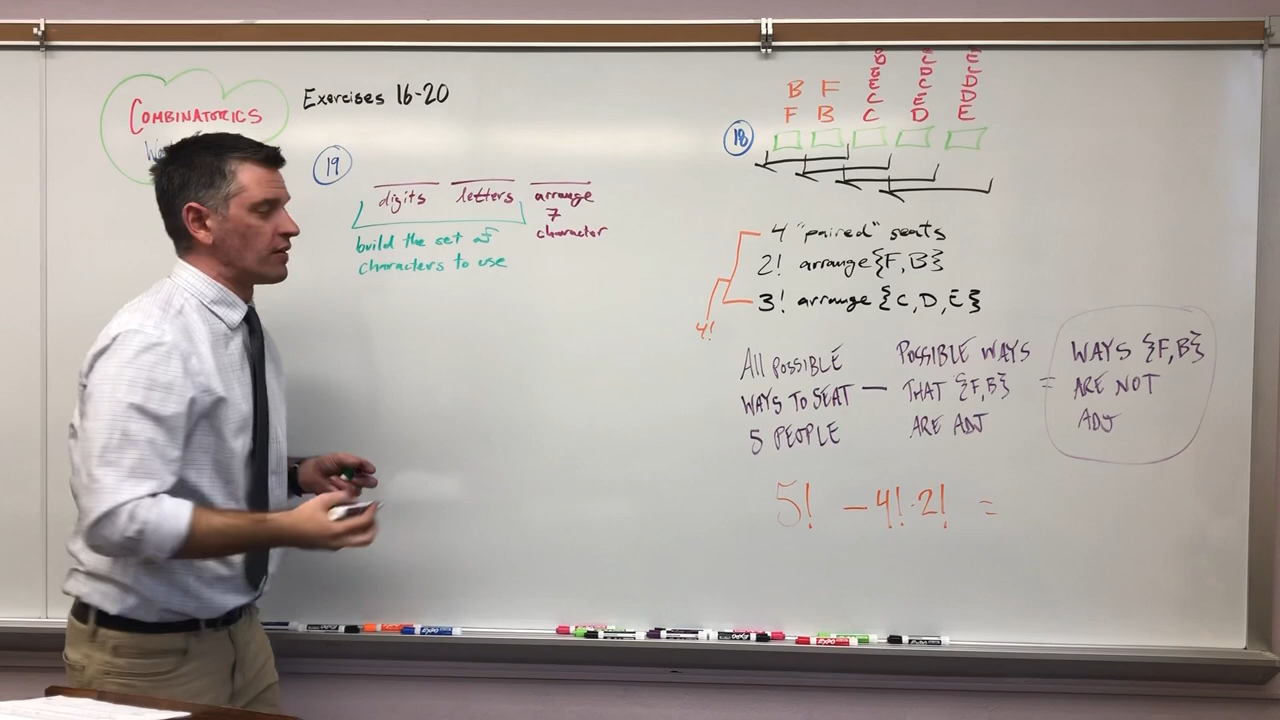 COMBINATORICS
Exercises 16-20
19
digits letters arrange
7
character
build the set of
characters to use
B F
F B C D E
18
4 "paired" seats
2! arrange {F, B}
3! arrange {C, D, E}
4!
All POSSIBLE
WAYS TO SEAT
5 PEOPLE
—
POSSIBLE WAYS
THAT {F,B}
ARE ADJ
=
WAYS {F,B}
ARE NOT
ADJ
5! — 4!·2! =